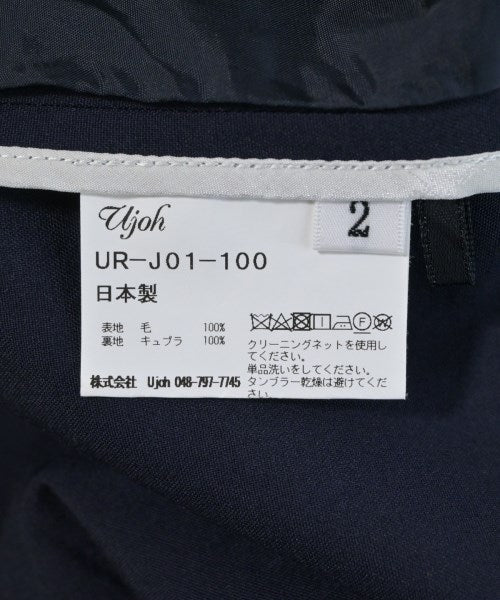 Ujoh
2
UR-J01-100
日本製
表地 毛 100%
裏地 キュプラ 100%
F W
クリーニングネットを使用し
てください。
単品洗いをしてください。
タンブラー乾燥は避けてくだ
さい。
株式会社 Ujoh 048-797-7745